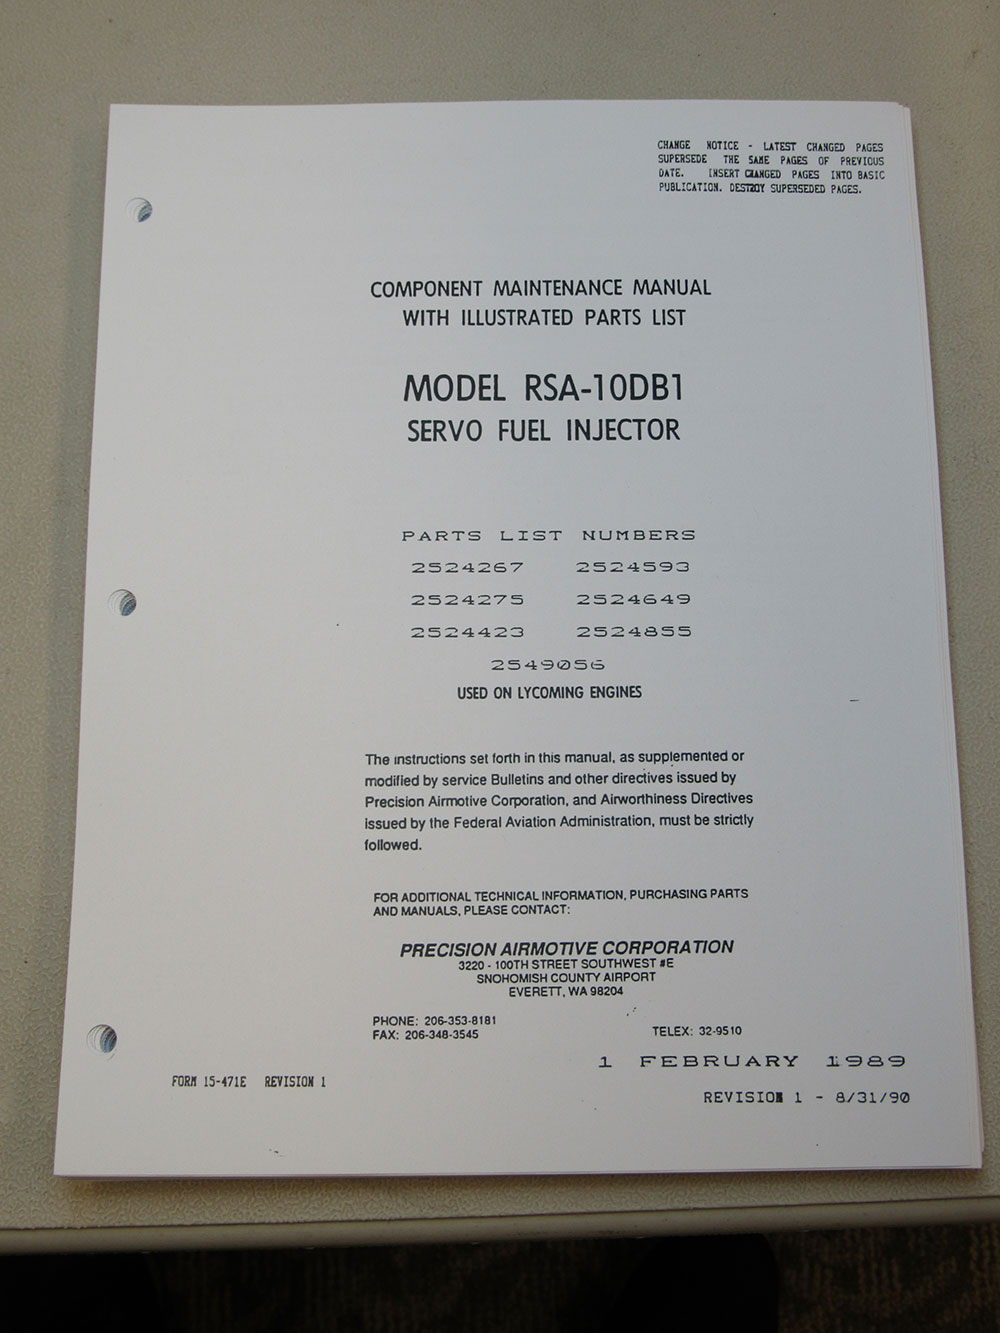 CHANGE NOTICE - LATEST CHANGED PAGES
SUPERSEDE THE SAME PAGES OF PREVIOUS
DATE. INSERT CHANGED PAGES INTO BASIC
PUBLICATION. DESTROY SUPERSEDED PAGES.
COMPONENT MAINTENANCE MANUAL
WITH ILLUSTRATED PARTS LIST
MODEL RSA-10DB1
SERVO FUEL INJECTOR
PARTS LIST NUMBERS
2524267 2524593
2524275 2524649
2524423 2524855
2549056
USED ON LYCOMING ENGINES
The instructions set forth in this manual, as supplemented or
modified by service Bulletins and other directives issued by
Precision Airmotive Corporation, and Airworthiness Directives
issued by the Federal Aviation Administration, must be strictly
followed.
FOR ADDITIONAL TECHNICAL INFORMATION, PURCHASING PARTS
AND MANUALS, PLEASE CONTACT:
PRECISION AIRMOTIVE CORPORATION
3220 - 100TH STREET SOUTHWEST #E
SNOHOMISH COUNTY AIRPORT
EVERETT, WA 98204
PHONE: 206-353-8181
FAX: 206-348-3545 TELEX: 32-9510
1 FEBRUARY 1989
FORM 15-471E REVISION 1
REVISION 1 - 8/31/90